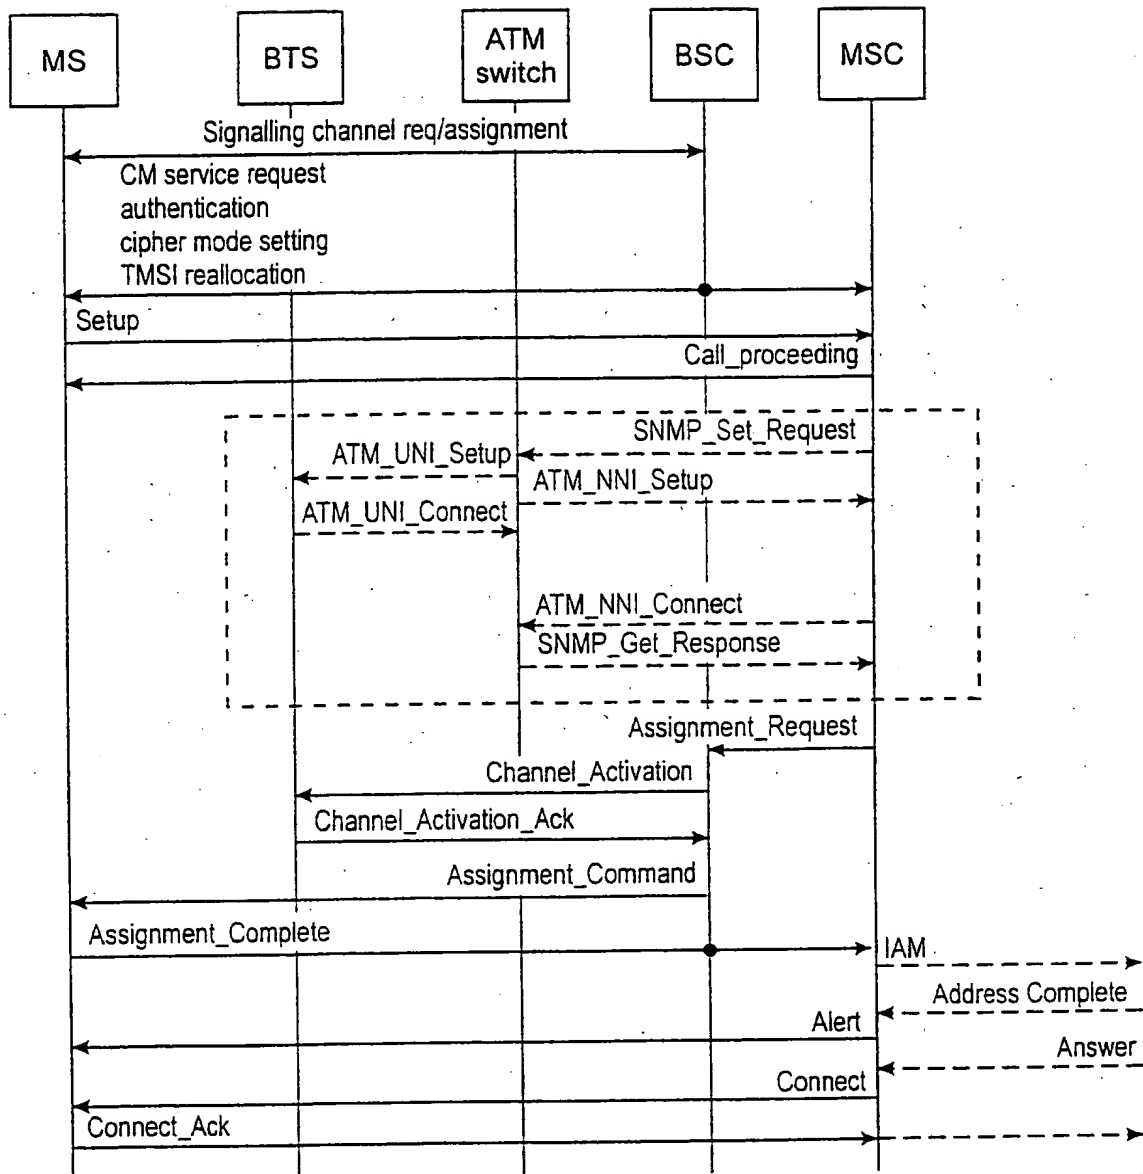 MS
BTS
ATM
switch
BSC
MSC
Signalling channel req/assignment
CM service request
authentication
cipher mode setting
TMSI reallocation
Setup
Call_proceeding
SNMP_Set_Request
ATM_UNI_Setup
ATM_NNI_Setup
ATM_UNI_Connect
ATM_NNI_Connect
SNMP_Get_Response
Assignment_Request
Channel_Activation
Channel_Activation_Ack
Assignment_Command
Assignment_Complete
IAM
Address Complete
Alert
Answer
Connect
Connect_Ack